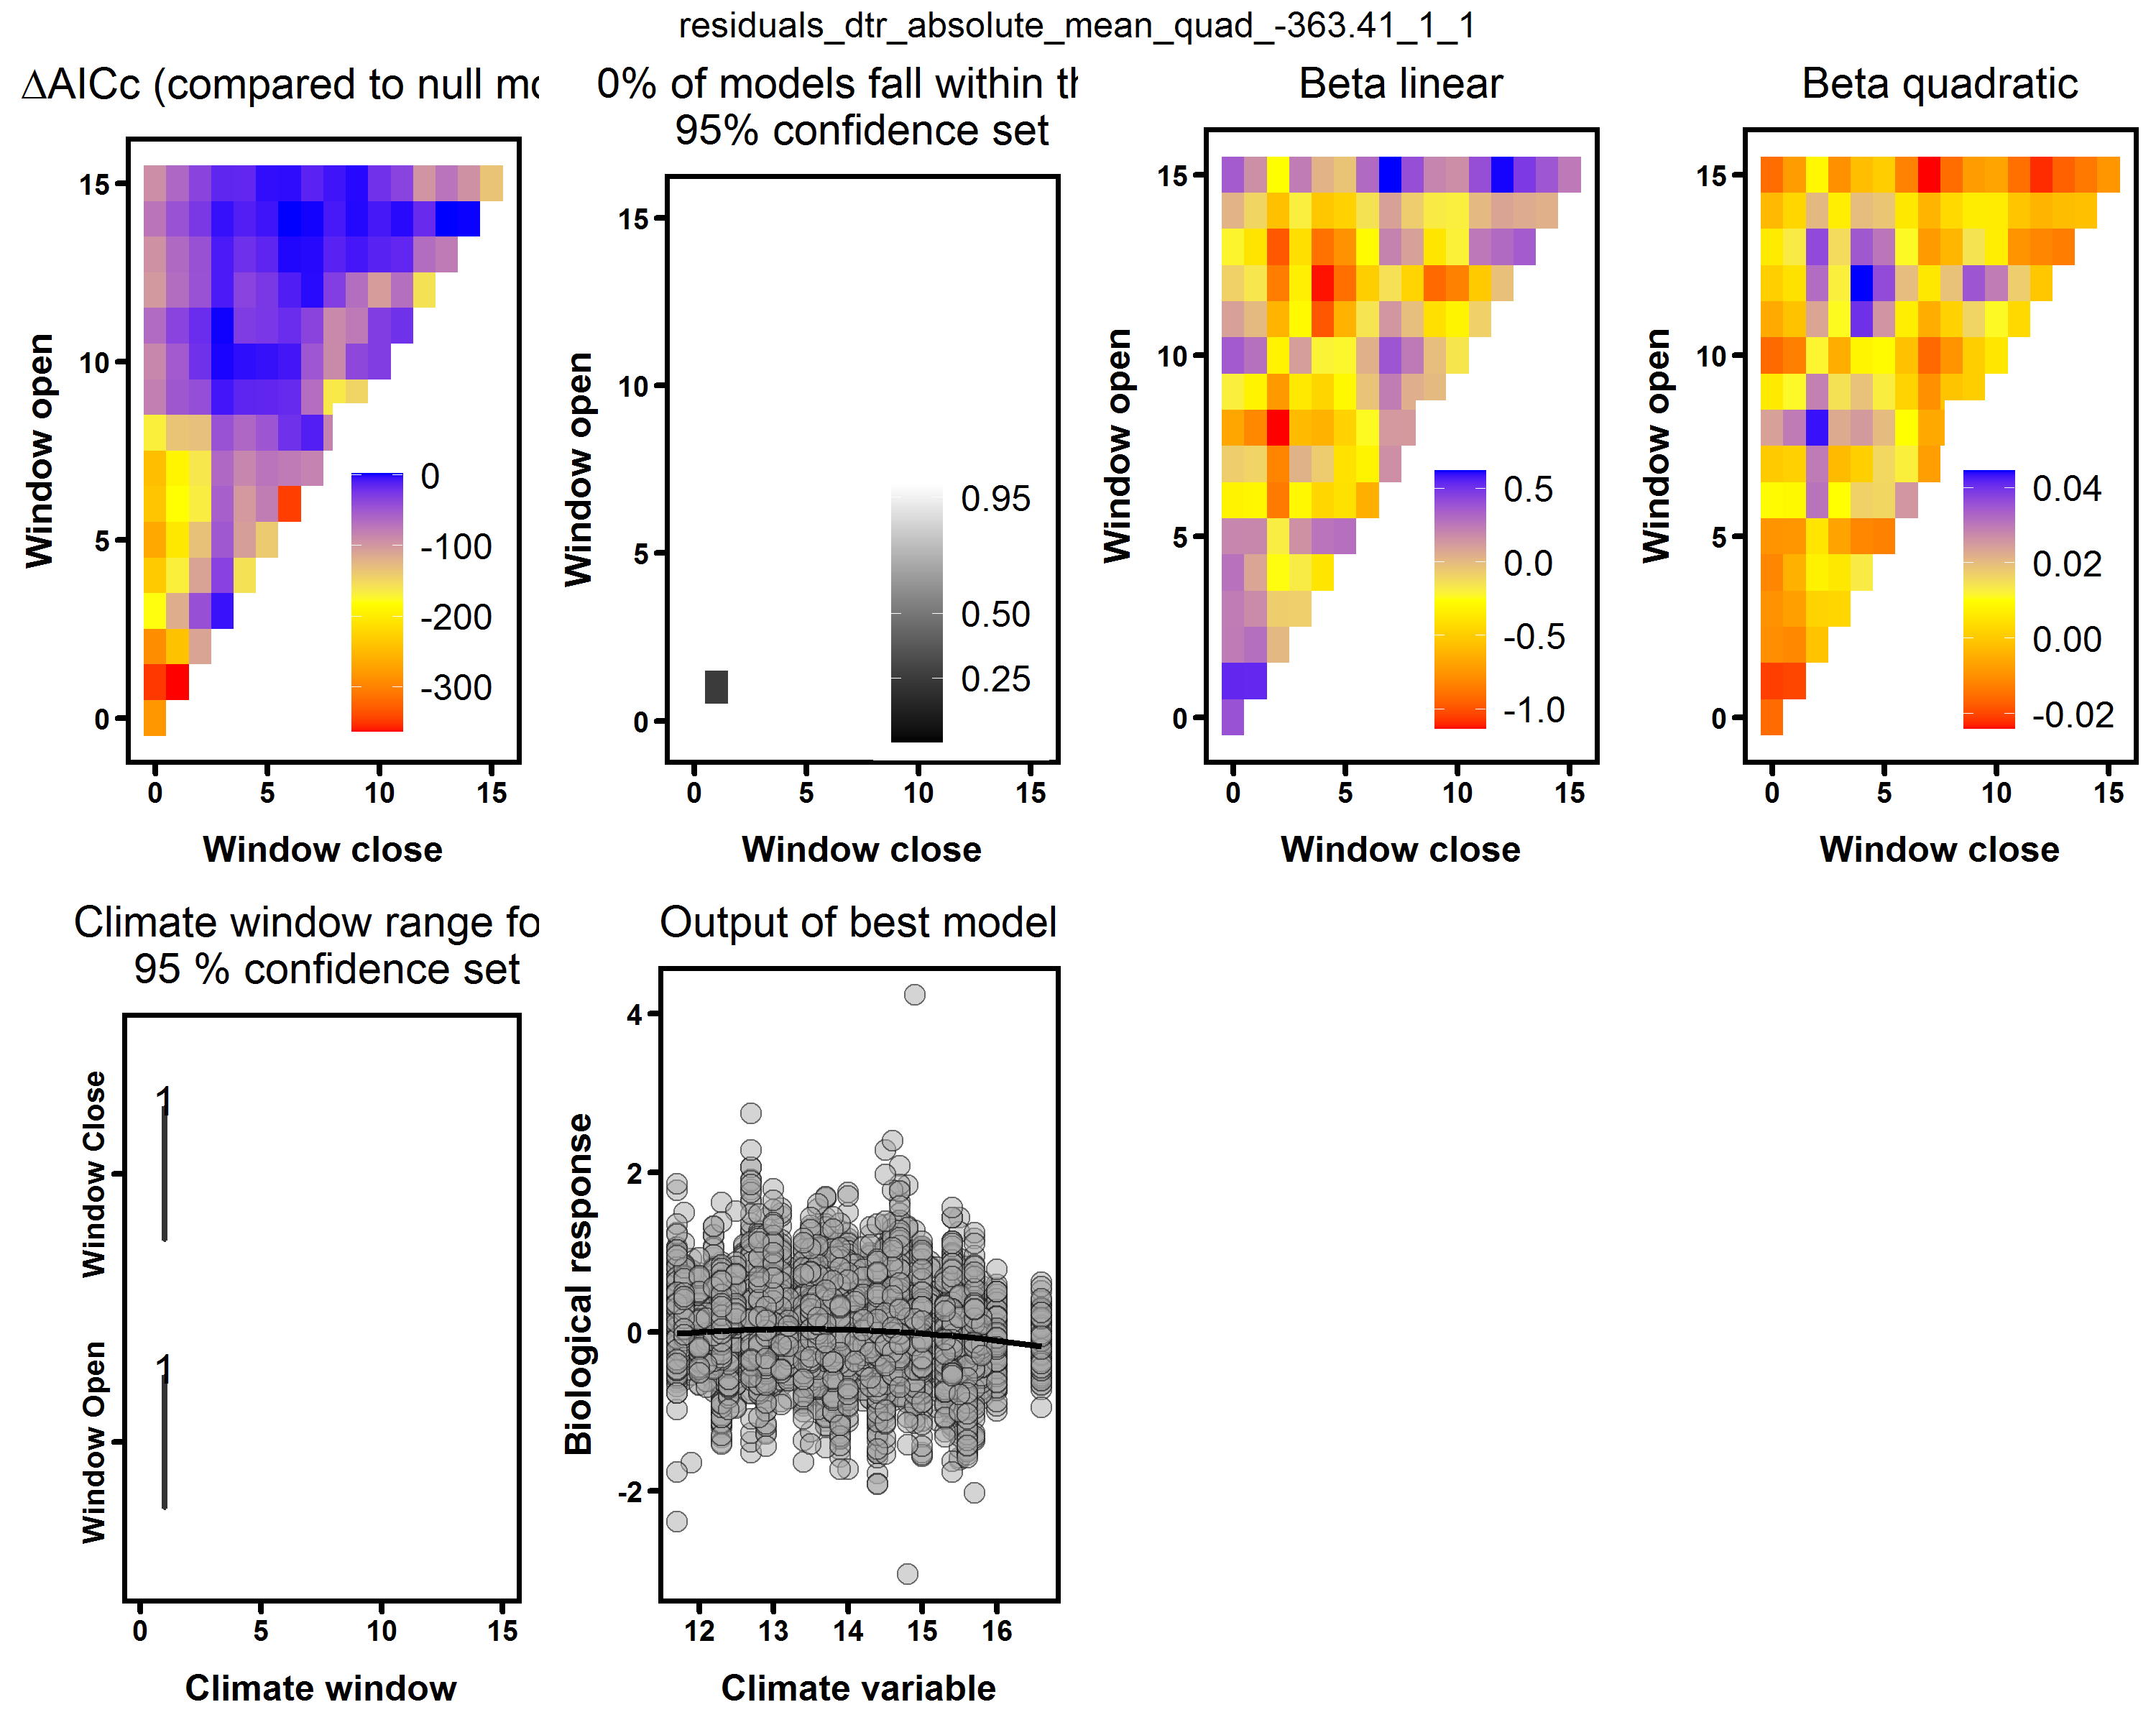 residuals_dtr_absolute_mean_quad_-363.41_1_1
ΔAICc (compared to null mo
15
10
5
0
0
-100
-200
-300
0 5 10 15
Window open
Window close
0% of models fall within th
95% confidence set
15
10
5
0
0.95
0.50
0.25
0 5 10 15
Window open
Window close
Beta linear
15
10
5
0
0.5
0.0
-0.5
-1.0
0 5 10 15
Window open
Window close
Beta quadratic
15
10
5
0
0.04
0.02
0.00
-0.02
0 5 10 15
Window open
Window close
Climate window range fo
95 % confidence set
Window Close
Window Open
1
1
0 5 10 15
Climate window
Output of best model
4
2
0
-2
12 13 14 15 16
Biological response
Climate variable